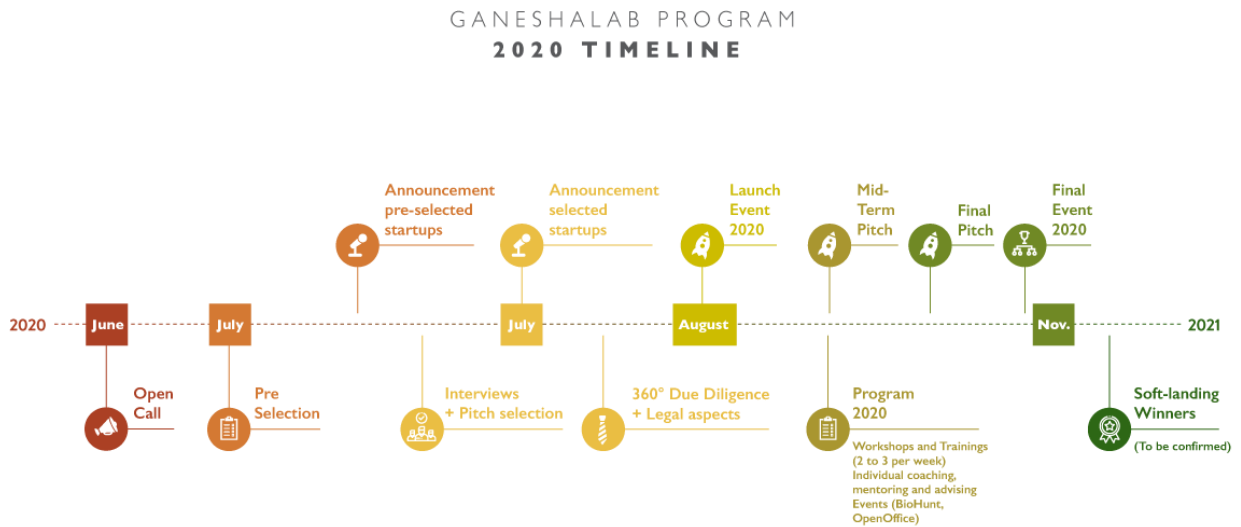 GANESHALAB PROGRAM
2020 TIMELINE
Announcement
pre-selected
startups
Announcement
selected
startups
Launch
Event
2020
Mid-
Term
Pitch
Final
Pitch
Final
Event
2020
2020
June
July
July
August
Nov.
2021
Open
Call
Pre
Selection
Interviews
+ Pitch selection
360° Due Diligence
+ Legal aspects
Program
2020
Workshops and Trainings
(2 to 3 per week)
Individual coaching,
mentoring and advising
Events (BioHunt,
OpenOffice)
Soft-landing
Winners
(To be confirmed)